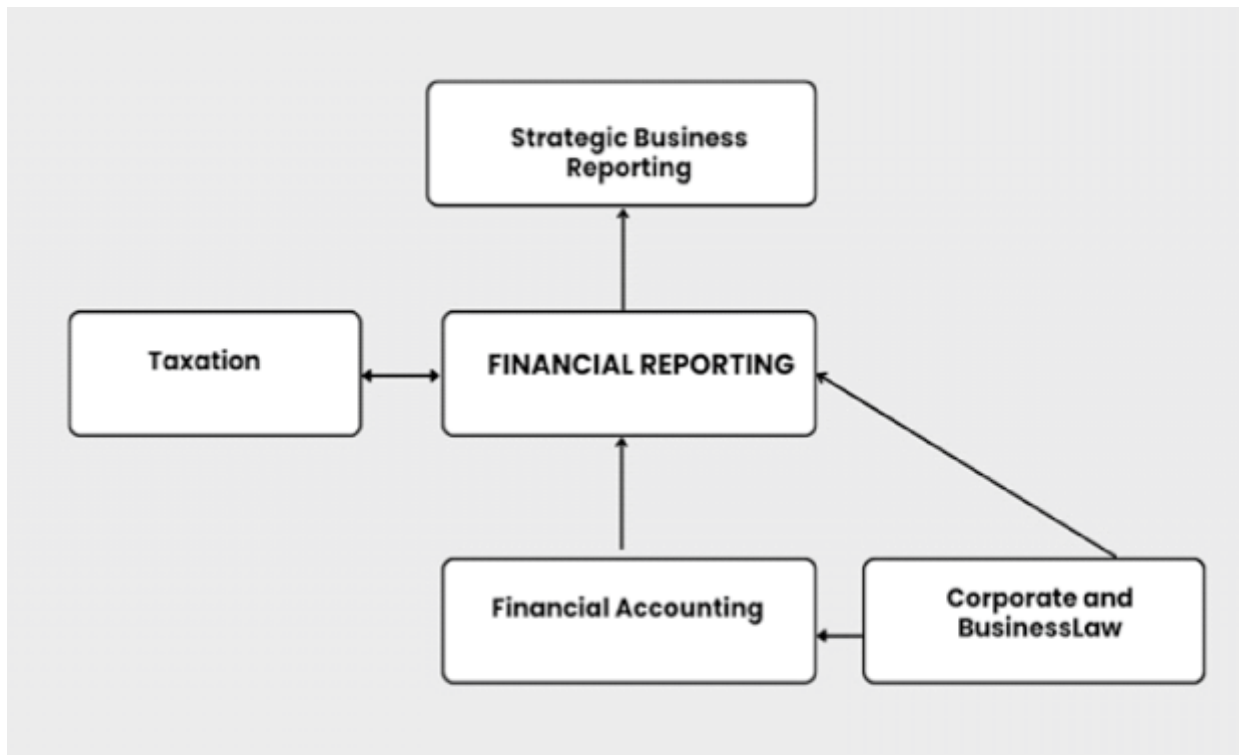 Strategic Business
Reporting
Taxation
FINANCIAL REPORTING
Financial Accounting
Corporate and
BusinessLaw